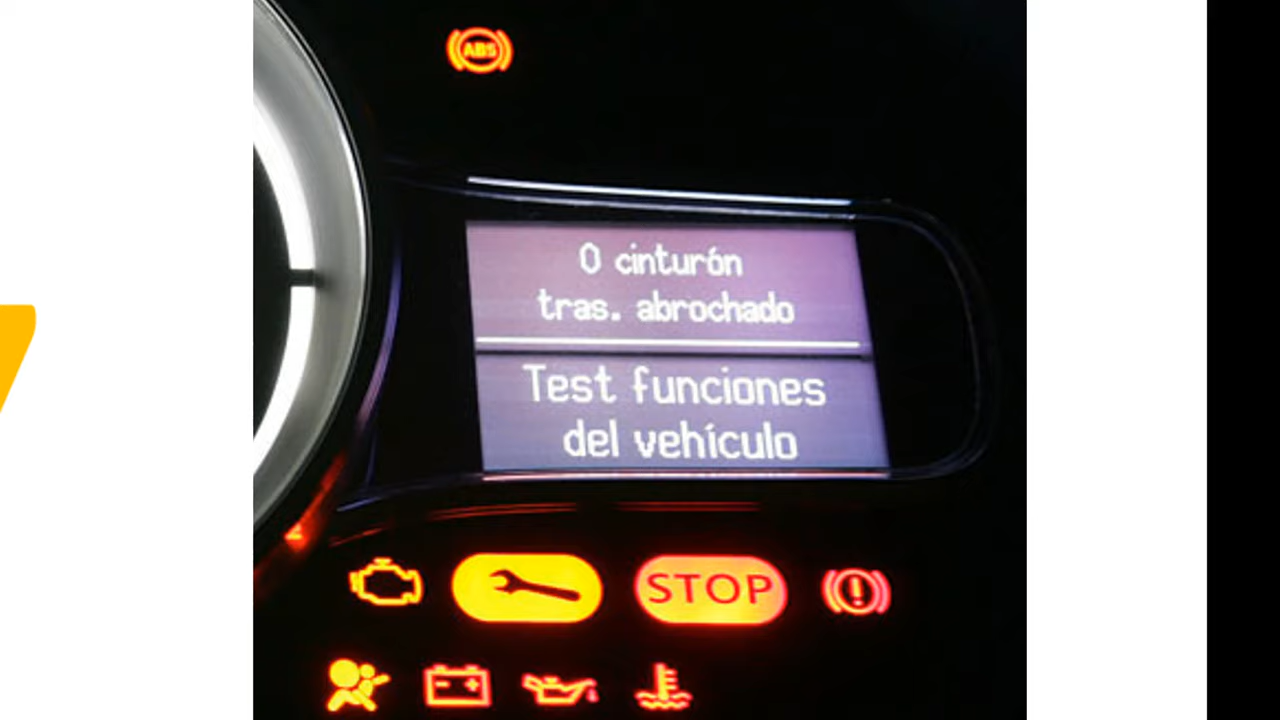 ABS
0 cinturón
tras. abrochado
Test funciones
del vehículo
STOP